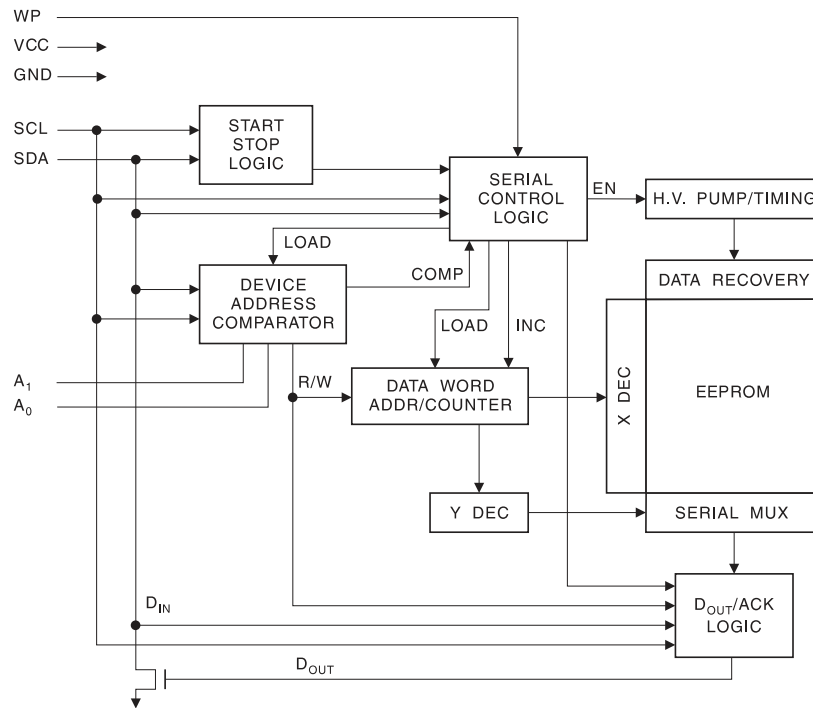 WP
VCC
GND
SCL
SDA
START
STOP
LOGIC
SERIAL
CONTROL
LOGIC
EN
H.V. PUMP/TIMING
LOAD
COMP
DEVICE
ADDRESS
COMPARATOR
DATA RECOVERY
LOAD
INC
A1
A0
R/W
DATA WORD
ADDR/COUNTER
X DEC
EEPROM
Y DEC
SERIAL MUX
DIN
DOUT/ACK
LOGIC
DOUT